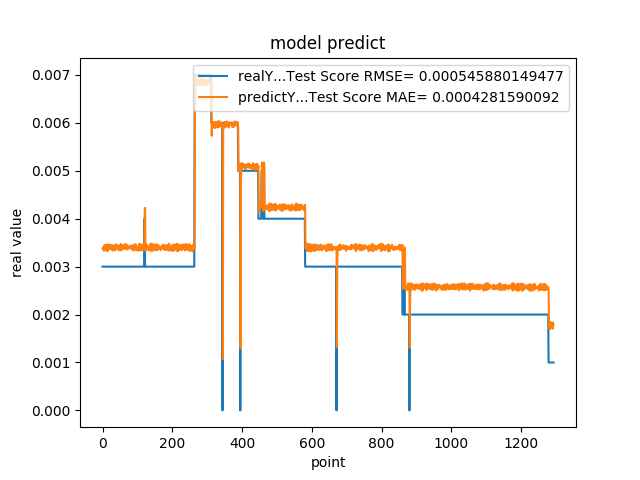 model predict
realY...Test Score RMSE= 0.000545880149477
predictY...Test Score MAE= 0.0004281590092
real value
0.007
0.006
0.005
0.004
0.003
0.002
0.001
0.000
0 200 400 600 800 1000 1200
point